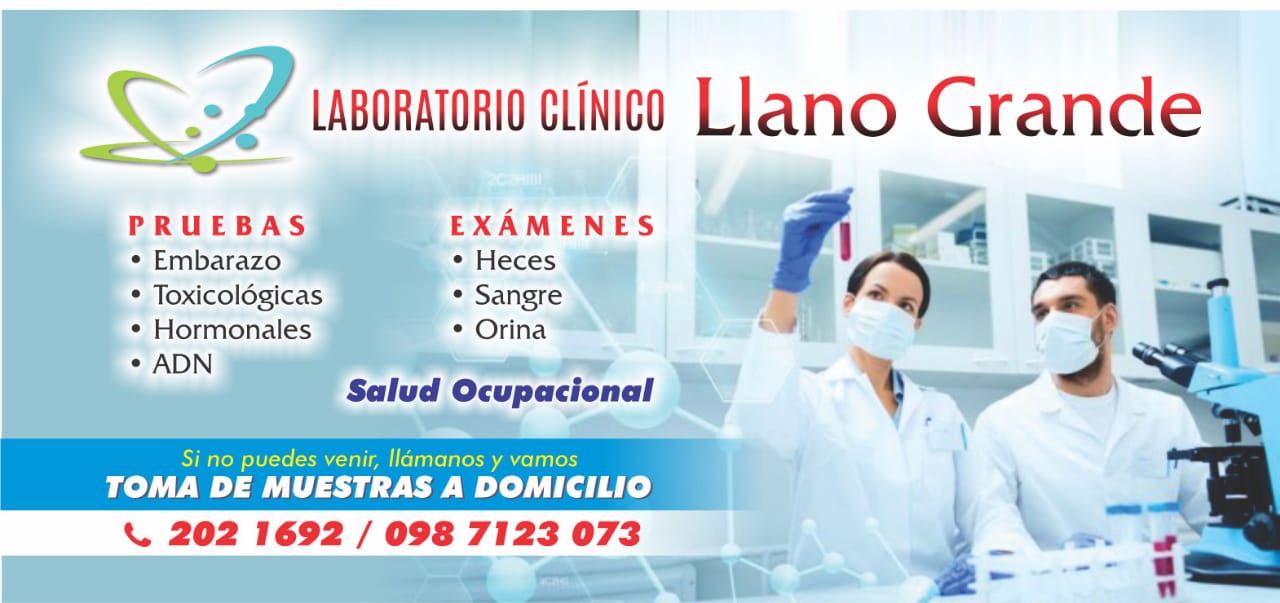 LABORATORIO CLÍNICO Llano Grande
PRUEBAS
• Embarazo
• Toxicológicas
• Hormonales
• ADN
EXÁMENES
• Heces
• Sangre
• Orina
Salud Ocupacional
Si no puedes venir, llámanos y vamos
TOMA DE MUESTRAS A DOMICILIO
202 1692 / 098 7123 073